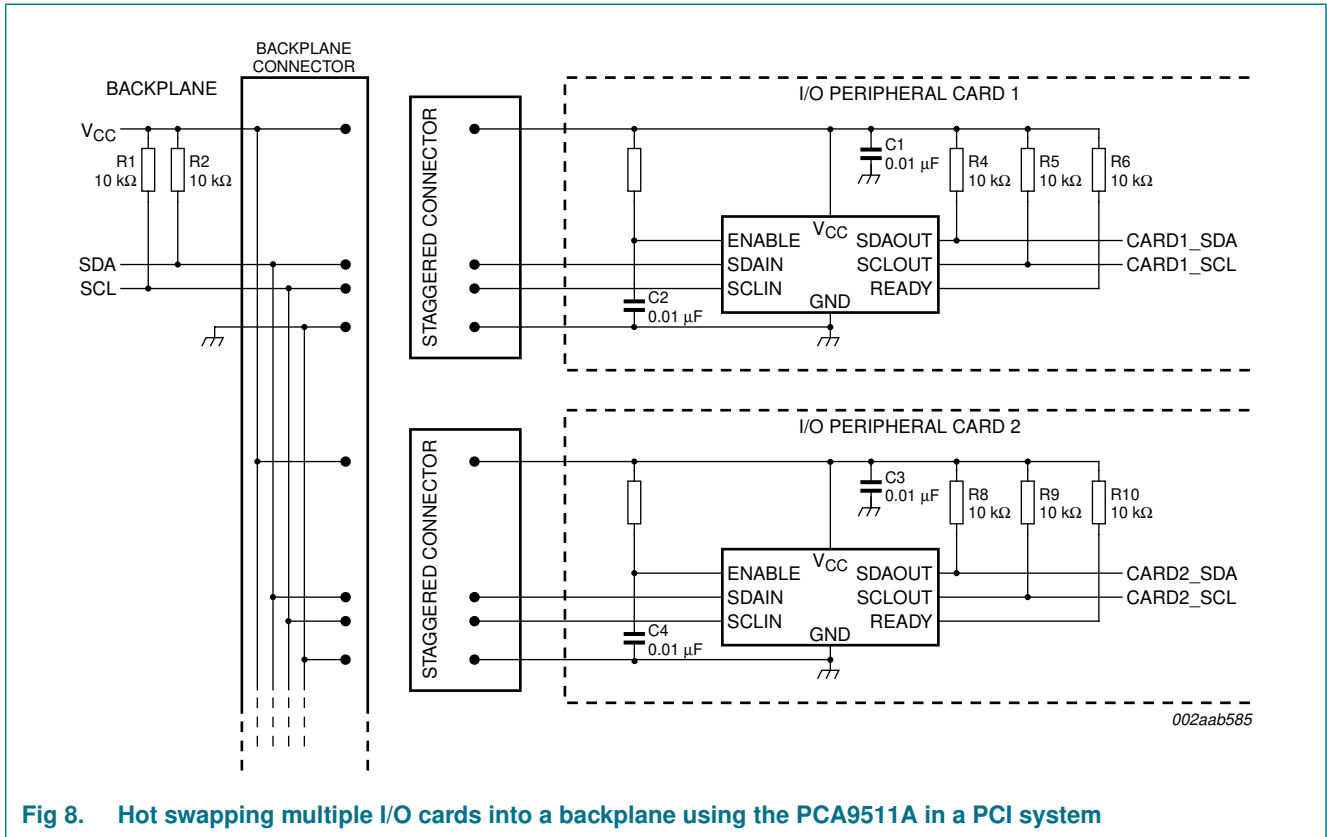 BACKPLANE
CONNECTOR
BACKPLANE
VCC
R1
10 kΩ
R2
10 kΩ
SDA
SCL
STAGGERED CONNECTOR
I/O PERIPHERAL CARD 1
C1
0.01 μF
R4
10 kΩ
R5
10 kΩ
R6
10 kΩ
VCC
ENABLE
SDAIN
SCLIN
SDAOUT
SCLOUT
READY
GND
CARD1_SDA
CARD1_SCL
C2
0.01 μF
STAGGERED CONNECTOR
I/O PERIPHERAL CARD 2
C3
0.01 μF
R8
10 kΩ
R9
10 kΩ
R10
10 kΩ
VCC
ENABLE
SDAIN
SCLIN
SDAOUT
SCLOUT
READY
GND
CARD2_SDA
CARD2_SCL
C4
0.01 μF
002aab585
Fig 8. Hot swapping multiple I/O cards into a backplane using the PCA9511A in a PCI system